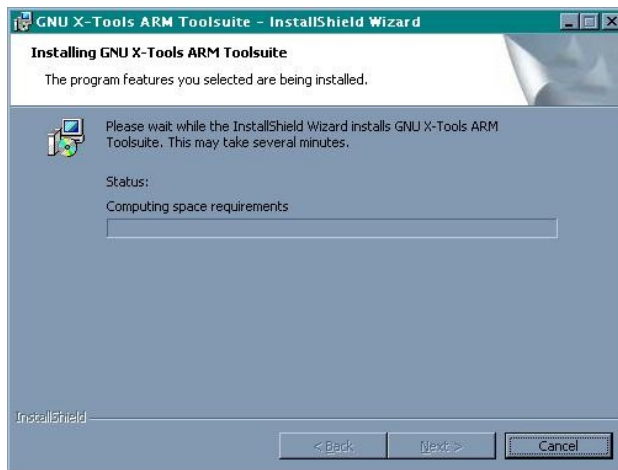 GNU X-Tools ARM Toolsuite - InstallShield Wizard
Installing GNU X-Tools ARM Toolsuite
The program features you selected are being installed.
Please wait while the InstallShield Wizard installs GNU X-Tools ARM
Toolsuite. This may take several minutes.
Status:
Computing space requirements
InstallShield
< Back
Next >
Cancel